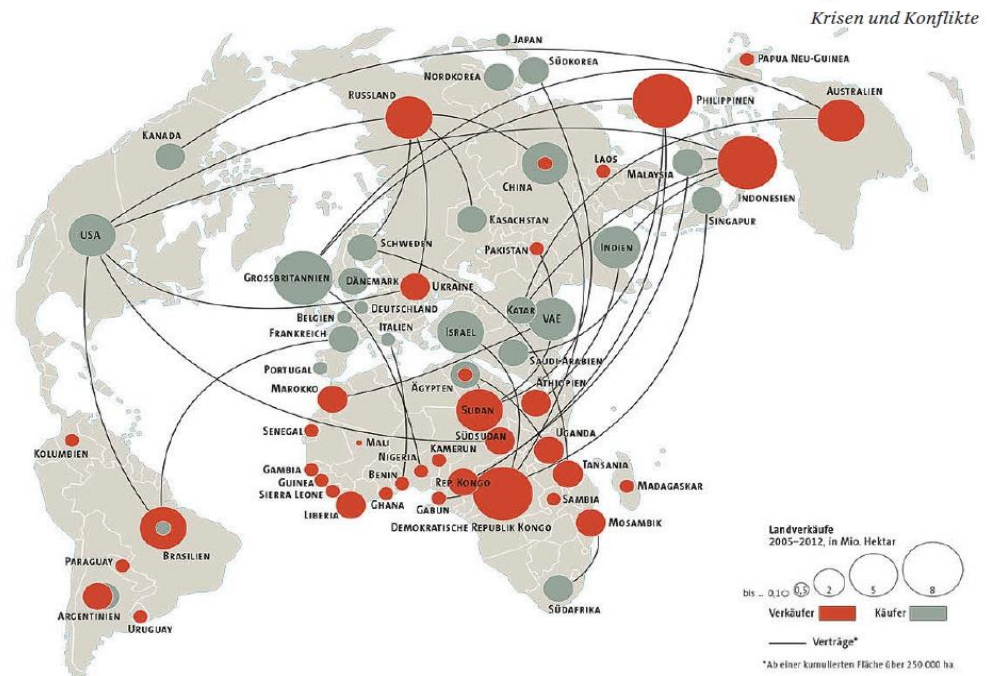 Krisen und Konflikte
JAPAN
SÜDKOREA
NORDKOREA
PAPUA NEU-GUINEA
RUSSLAND
PHILIPPINEN
AUSTRALIEN
KANADA
CHINA
LAOS
MALAYSIA
INDONESIEN
SINGAPUR
USA
KASACHSTAN
SCHWEDEN
PAKISTAN
INDIEN
GROSSBRITANNIEN
DÄNEMARK
UKRAINE
DEUTSCHLAND
BELGIEN
ITALIEN
FRANKREICH
KATAR
VAE
ISRAEL
SAUDI-ARABIEN
PORTUGAL
MAROKKO
ÄGYPTEN
ÄTHIOPIEN
SUDAN
SÜDSUDAN
SENEGAL
MALI
KAMERUN
UGANDA
KOLUMBIEN
NIGERIA
GAMBIA
GUINEA
BENIN
REP. KONGO
TANSANIA
SIERRA LEONE
GHANA
GABUN
SAMBIA
MADAGASKAR
LIBERIA
DEMOKRATISCHE REPUBLIK KONGO
MOSAMBIK
BRASILIEN
PARAGUAY
ARGENTINIEN
URUGUAY
SÜDAFRIKA
Landverkäufe
2005–2012, in Mio. Hektar
bis ... 0,1 0,5 2 5 8
Verkäufer Käufer
Verträge*
*Ab einer kumulierten Fläche über 250 000 ha.